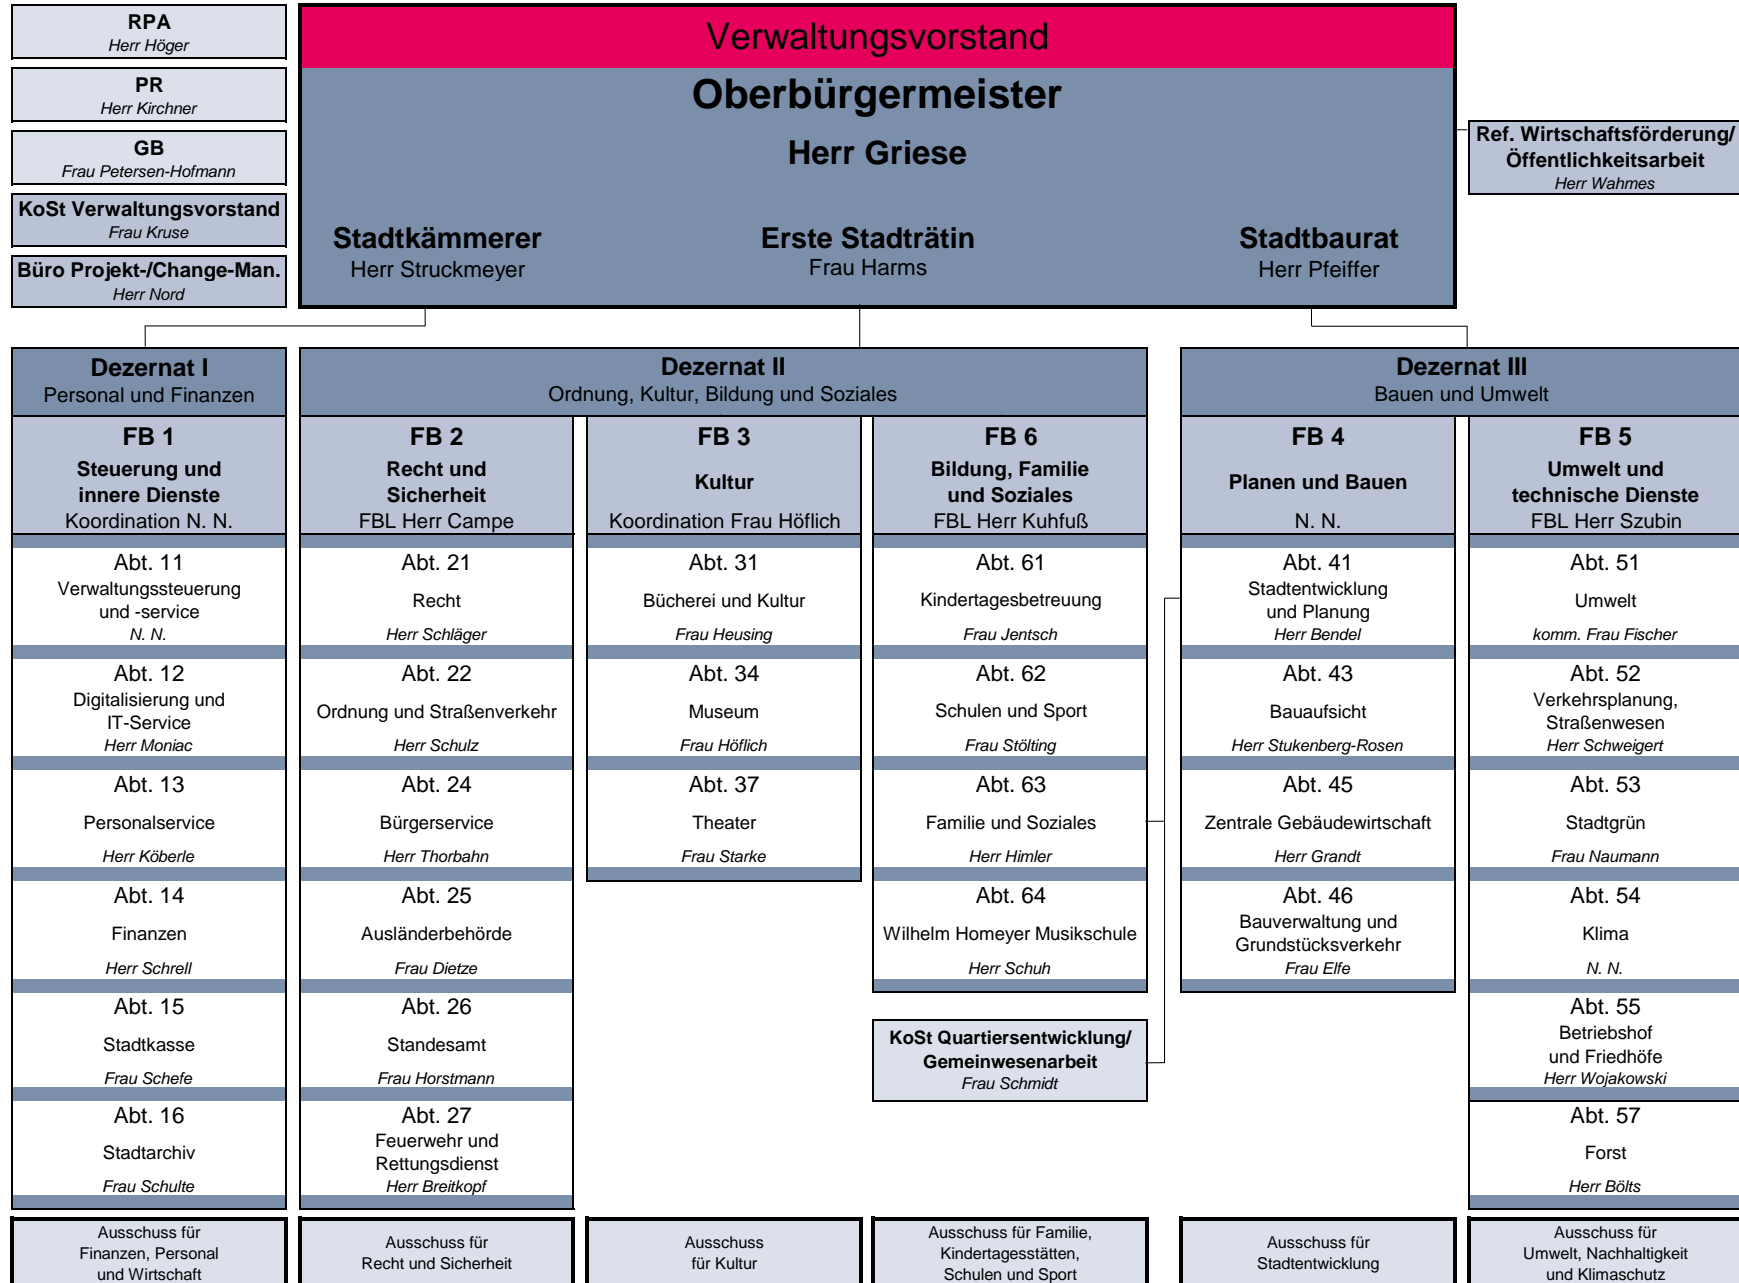 RPA
Herr Höger
PR
Herr Kirchner
GB
Frau Petersen-Hofmann
KoSt Verwaltungsvorstand
Frau Kruse
Büro Projekt-/Change-Man.
Herr Nord
Verwaltungsvorstand
Oberbürgermeister
Herr Griese
Stadtkämmerer
Herr Struckmeyer
Erste Stadträtin
Frau Harms
Stadtbaurat
Herr Pfeiffer
Ref. Wirtschaftsförderung/
Öffentlichkeitsarbeit
Herr Wahmes
Dezernat I
Personal und Finanzen
FB 1
Steuerung und
innere Dienste
Koordination N. N.
Abt. 11
Verwaltungssteuerung
und -service
N. N.
Abt. 12
Digitalisierung und
IT-Service
Herr Moniac
Abt. 13
Personalservice
Herr Köberle
Abt. 14
Finanzen
Herr Schrell
Abt. 15
Stadtkasse
Frau Schefe
Abt. 16
Stadtarchiv
Frau Schulte
Ausschuss für
Finanzen, Personal
und Wirtschaft
Dezernat II
Ordnung, Kultur, Bildung und Soziales
FB 2
Recht und
Sicherheit
FBL Herr Campe
Abt. 21
Recht
Herr Schläger
Abt. 22
Ordnung und Straßenverkehr
Herr Schulz
Abt. 24
Bürgerservice
Herr Thorbahn
Abt. 25
Ausländerbehörde
Frau Dietze
Abt. 26
Standesamt
Frau Horstmann
Abt. 27
Feuerwehr und
Rettungsdienst
Herr Breitkopf
Ausschuss für
Recht und Sicherheit
FB 3
Kultur
Koordination Frau Höflich
Abt. 31
Bücherei und Kultur
Frau Heusing
Abt. 34
Museum
Frau Höflich
Abt. 37
Theater
Frau Starke
Ausschuss
für Kultur
FB 6
Bildung, Familie
und Soziales
FBL Herr Kuhfuß
Abt. 61
Kindertagesbetreuung
Frau Jentsch
Abt. 62
Schulen und Sport
Frau Stölting
Abt. 63
Familie und Soziales
Herr Himler
Abt. 64
Wilhelm Homeyer Musikschule
Herr Schuh
KoSt Quartiersentwicklung/
Gemeinwesenarbeit
Frau Schmidt
Ausschuss für Familie,
Kindertagesstätten,
Schulen und Sport
Dezernat III
Bauen und Umwelt
FB 4
Planen und Bauen
N. N.
Abt. 41
Stadtentwicklung
und Planung
Herr Bendel
Abt. 43
Bauaufsicht
Herr Stukenberg-Rosen
Abt. 45
Zentrale Gebäudewirtschaft
Herr Grandt
Abt. 46
Bauverwaltung und
Grundstücksverkehr
Frau Elfe
Ausschuss für
Stadtentwicklung
FB 5
Umwelt und
technische Dienste
FBL Herr Szubin
Abt. 51
Umwelt
komm. Frau Fischer
Abt. 52
Verkehrsplanung,
Straßenwesen
Herr Schweigert
Abt. 53
Stadtgrün
Frau Naumann
Abt. 54
Klima
N. N.
Abt. 55
Betriebshof
und Friedhöfe
Herr Wojakowski
Abt. 57
Forst
Herr Bölts
Ausschuss für
Umwelt, Nachhaltigkeit
und Klimaschutz